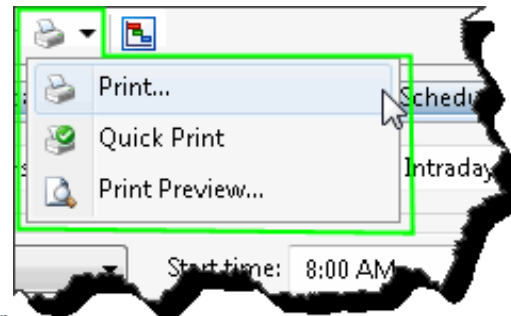 Print...
Schedu
Quick Print
Intraday
Print Preview...
Start time: 8:00 AM